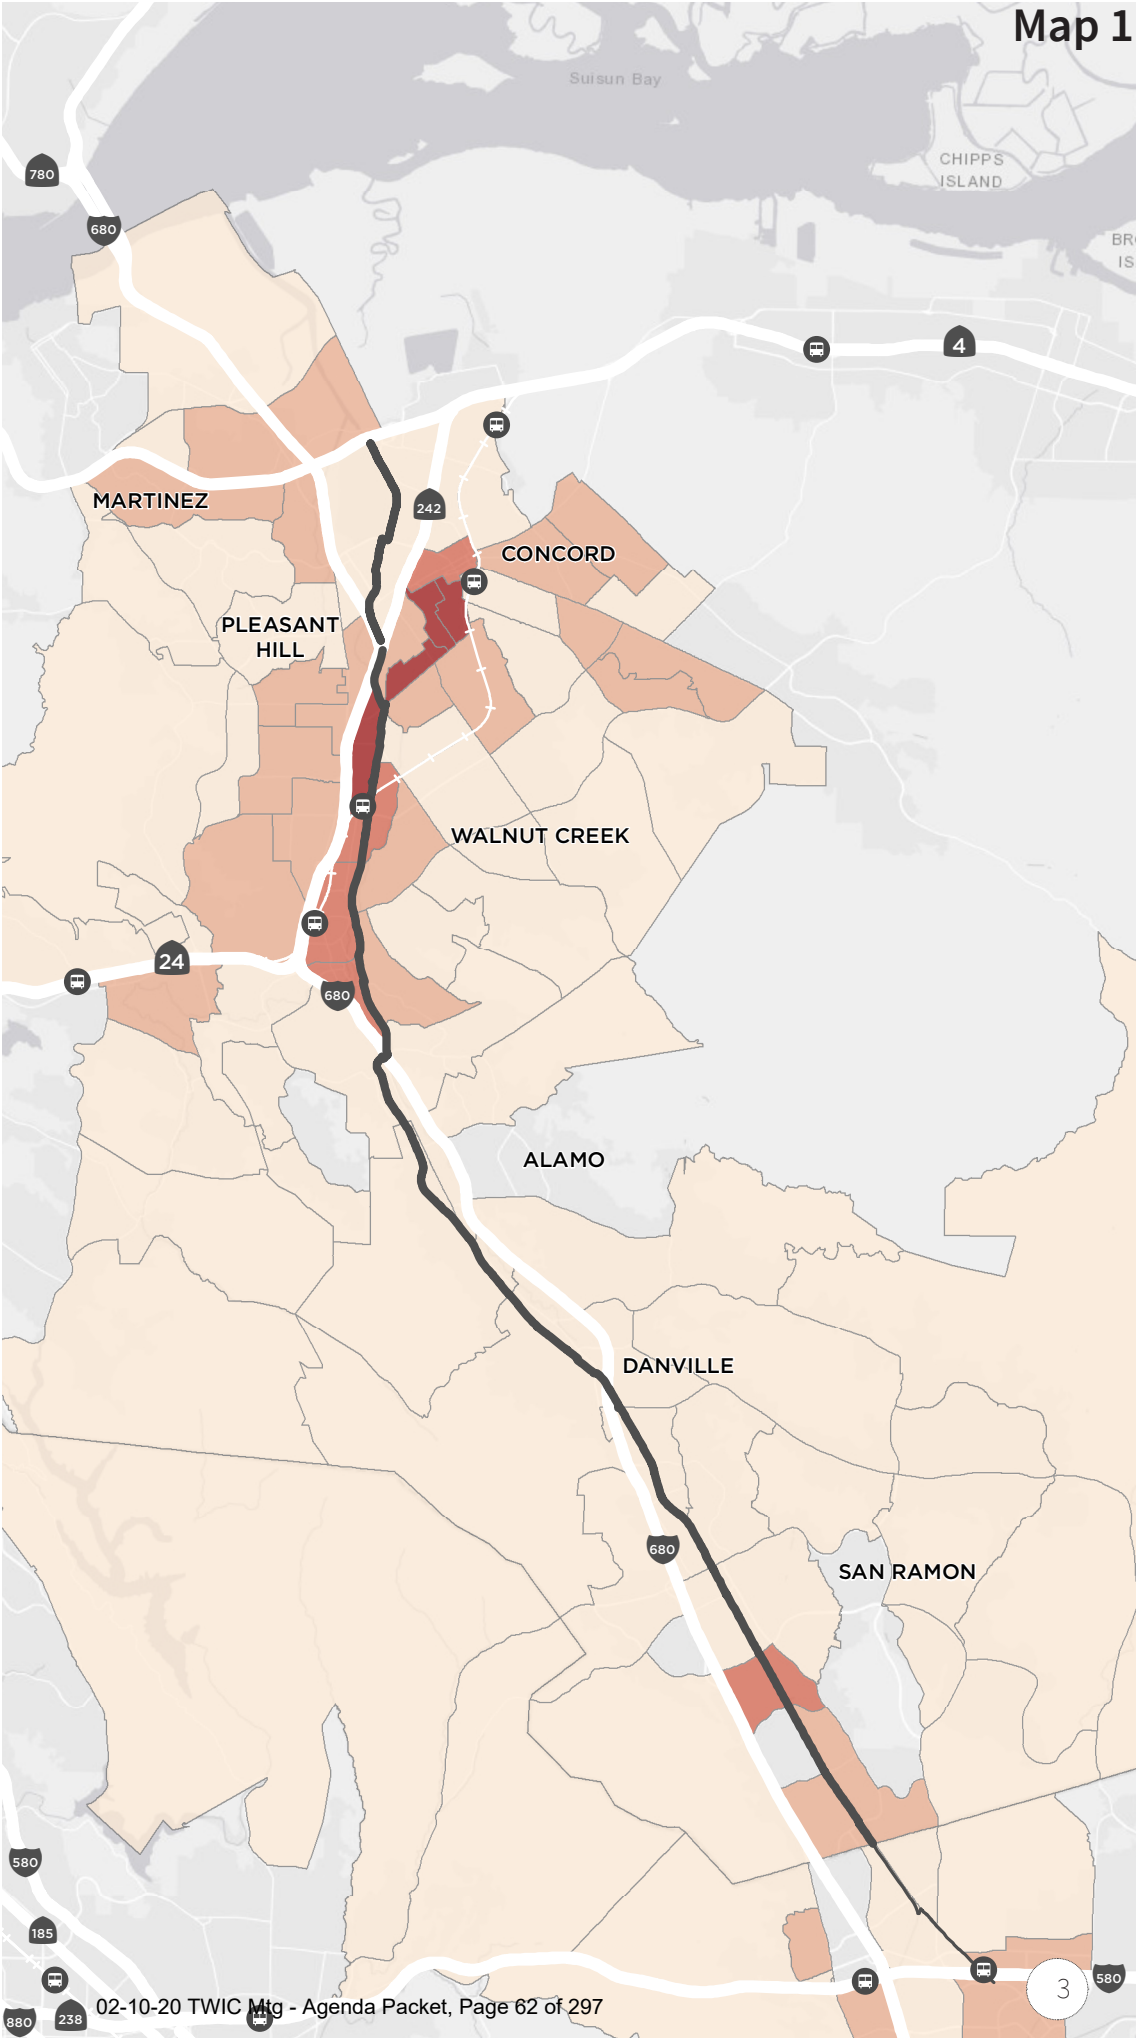 Map 1
Suisun Bay
CHIPPS
ISLAND
780
680
BR
IS
4
MARTINEZ
242
CONCORD
PLEASANT
HILL
WALNUT CREEK
24
680
ALAMO
DANVILLE
680
SAN RAMON
580
185
580
3
02-10-20 TWIC Mtg - Agenda Packet, Page 62 of 297
880
238